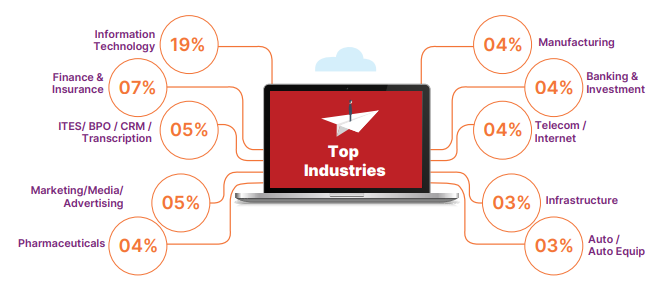 Information
Technology
19%
Finance &
Insurance
07%
ITES/ BPO / CRM /
Transcription
05%
Marketing/Media/
Advertising
05%
Pharmaceuticals
04%
Top
Industries
04%
Manufacturing
04%
Banking &
Investment
04%
Telecom /
Internet
03%
Infrastructure
03%
Auto /
Auto Equip